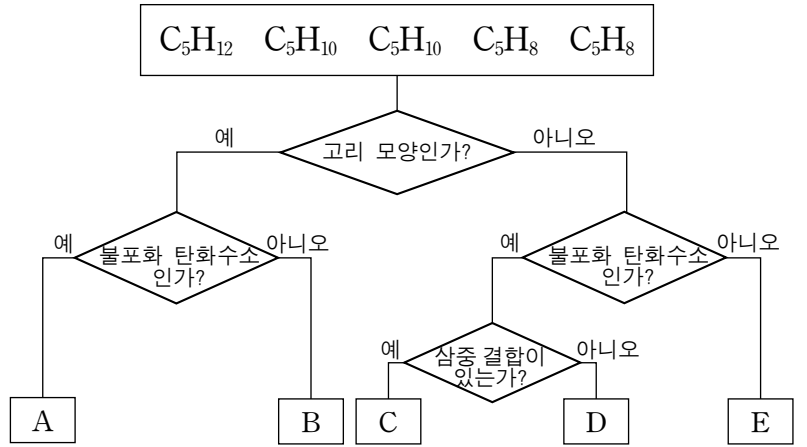 C₅H₁₂ C₅H₁₀ C₅H₁₀ C₅H₈ C₅H₈
예
고리 모양인가?
아니오
예
불포화 탄화수소
인가?
아니오
예
불포화 탄화수소
인가?
아니오
예
삼중 결합이
있는가?
아니오
A
B
C
D
E